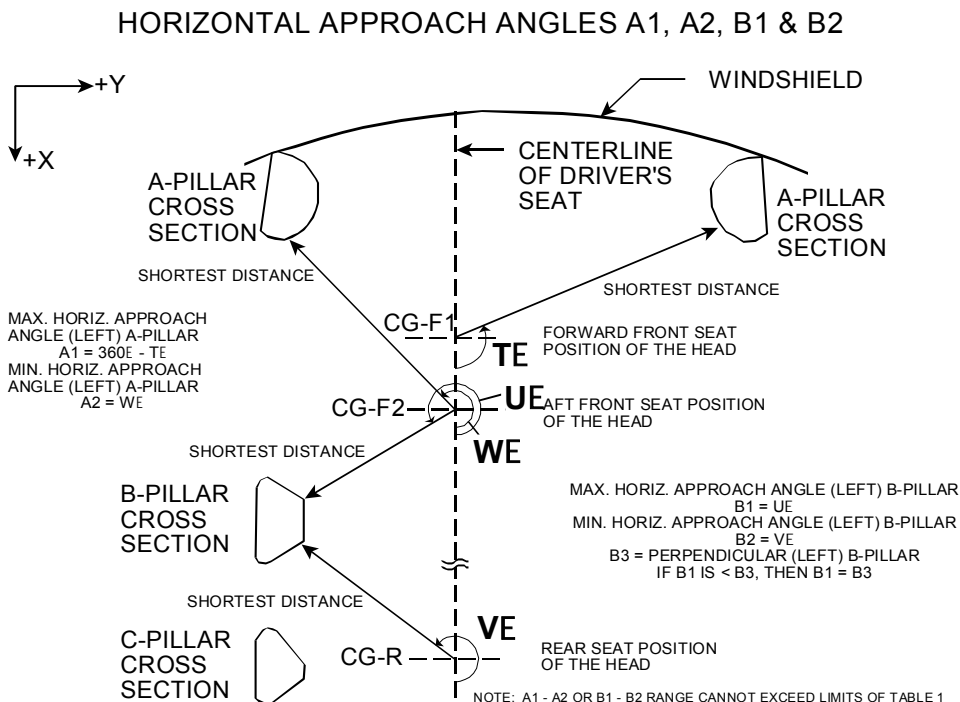 HORIZONTAL APPROACH ANGLES A1, A2, B1 & B2
+Y
WINDSHIELD
+X
CENTERLINE
OF DRIVER'S
SEAT
A-PILLAR
CROSS
SECTION
A-PILLAR
CROSS
SECTION
SHORTEST DISTANCE
SHORTEST DISTANCE
MAX. HORIZ. APPROACH
ANGLE (LEFT) A-PILLAR
A1 = 360E - TE
MIN. HORIZ. APPROACH
ANGLE (LEFT) A-PILLAR
A2 = WE
CG-F1
TE
FORWARD FRONT SEAT
POSITION OF THE HEAD
CG-F2
UE
AFT FRONT SEAT POSITION
OF THE HEAD
WE
SHORTEST DISTANCE
B-PILLAR
CROSS
SECTION
MAX. HORIZ. APPROACH ANGLE (LEFT) B-PILLAR
B1 = UE
MIN. HORIZ. APPROACH ANGLE (LEFT) B-PILLAR
B2 = VE
B3 = PERPENDICULAR (LEFT) B-PILLAR
IF B1 IS < B3, THEN B1 = B3
SHORTEST DISTANCE
C-PILLAR
CROSS
SECTION
CG-R
VE
REAR SEAT POSITION
OF THE HEAD
NOTE: A1 - A2 OR B1 - B2 RANGE CANNOT EXCEED LIMITS OF TABLE 1